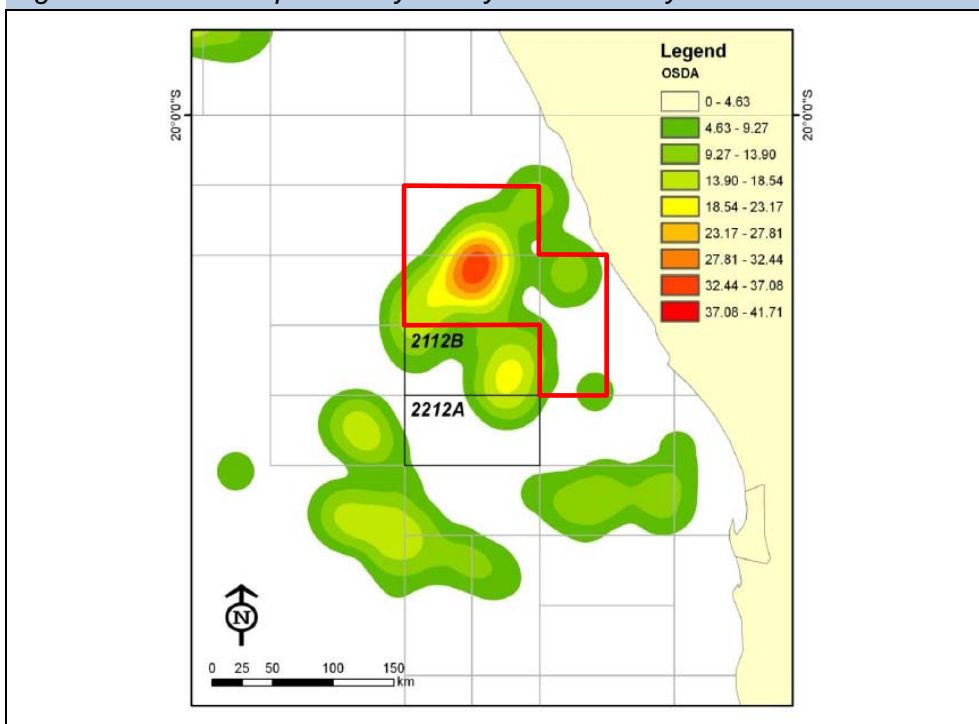 Legend
OSDA
0 - 4.63
4.63 - 9.27
9.27 - 13.90
13.90 - 18.54
18.54 - 23.17
23.17 - 27.81
27.81 - 32.44
32.44 - 37.08
37.08 - 41.71
20°0'0"S
20°0'0"S
2112B
2212A
N
0 25 50 100 150
km